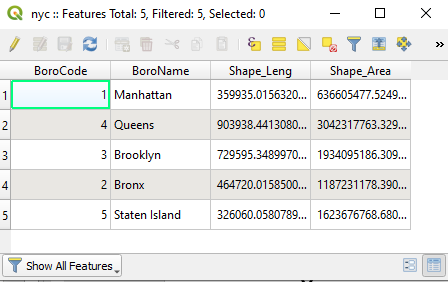 nyc :: Features Total: 5, Filtered: 5, Selected: 0
BoroCode BoroName Shape_Leng Shape_Area
1 1 Manhattan 359935.0156320... 636605477.5249...
2 4 Queens 903938.4413080... 3042317763.329...
3 3 Brooklyn 729595.3489970... 1934095186.309...
4 2 Bronx 464720.0158500... 1187231178.390...
5 5 Staten Island 326060.0580789... 1623676768.680...
Show All Features